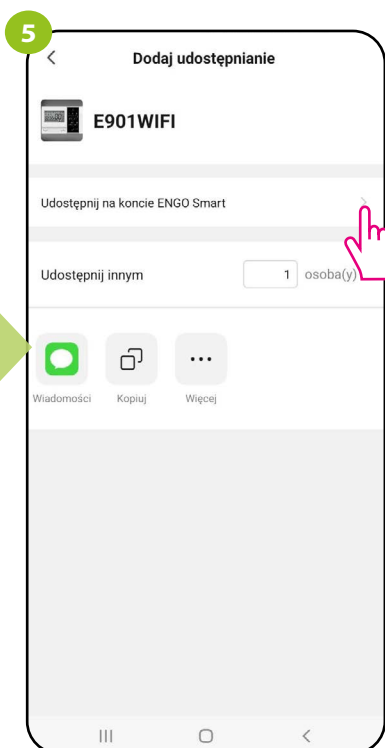 5
Dodaj udostępnianie
E901WIFI
Udostępnij na koncie ENGO Smart
Udostępnij innym 1 osoba(y)
Wiadomości Kopiuj Więcej